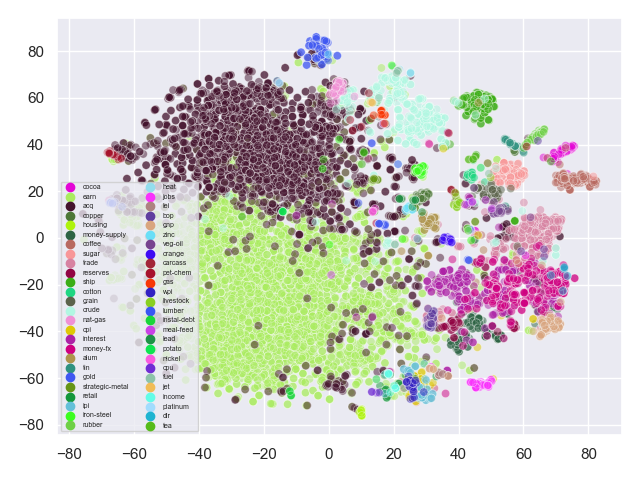 80
60
40
20
0
−20
−40
−60
−80
−80
−60
−40
−20
0
20
40
60
80
cocoa
earn
acq
copper
housing
money-supply
coffee
sugar
trade
reserves
ship
cotton
grain
crude
nat-gas
cpi
interest
money-fx
alum
tin
gold
strategic-metal
retail
ipi
iron-steel
rubber
heat
jobs
lei
bop
gnp
zinc
veg-oil
orange
carcass
pet-chem
gas
wpi
livestock
lumber
instal-debt
meal-feed
lead
potato
nickel
cpu
fuel
jet
income
platinum
dlr
tea